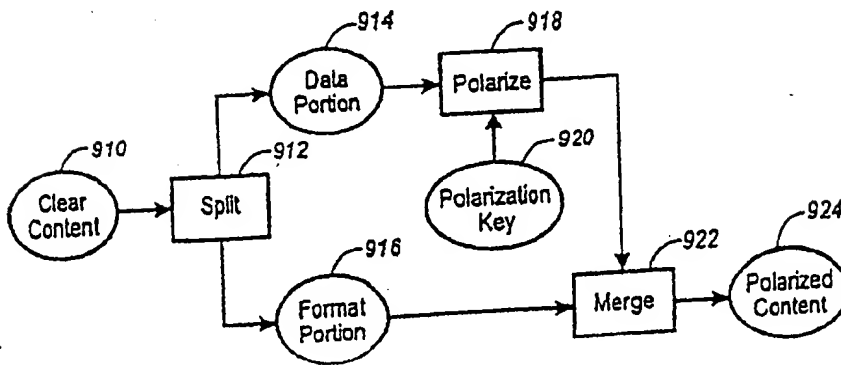 914
918
Data
Portion
Polarize
910
912
920
Clear
Content
Split
Polarization
Key
916
922
924
Format
Portion
Merge
Polarized
Content